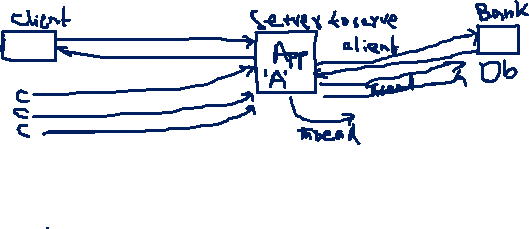 Client
Server to serve
client
Bank
App
'A'
Db
Thread
C
C
C
Thread